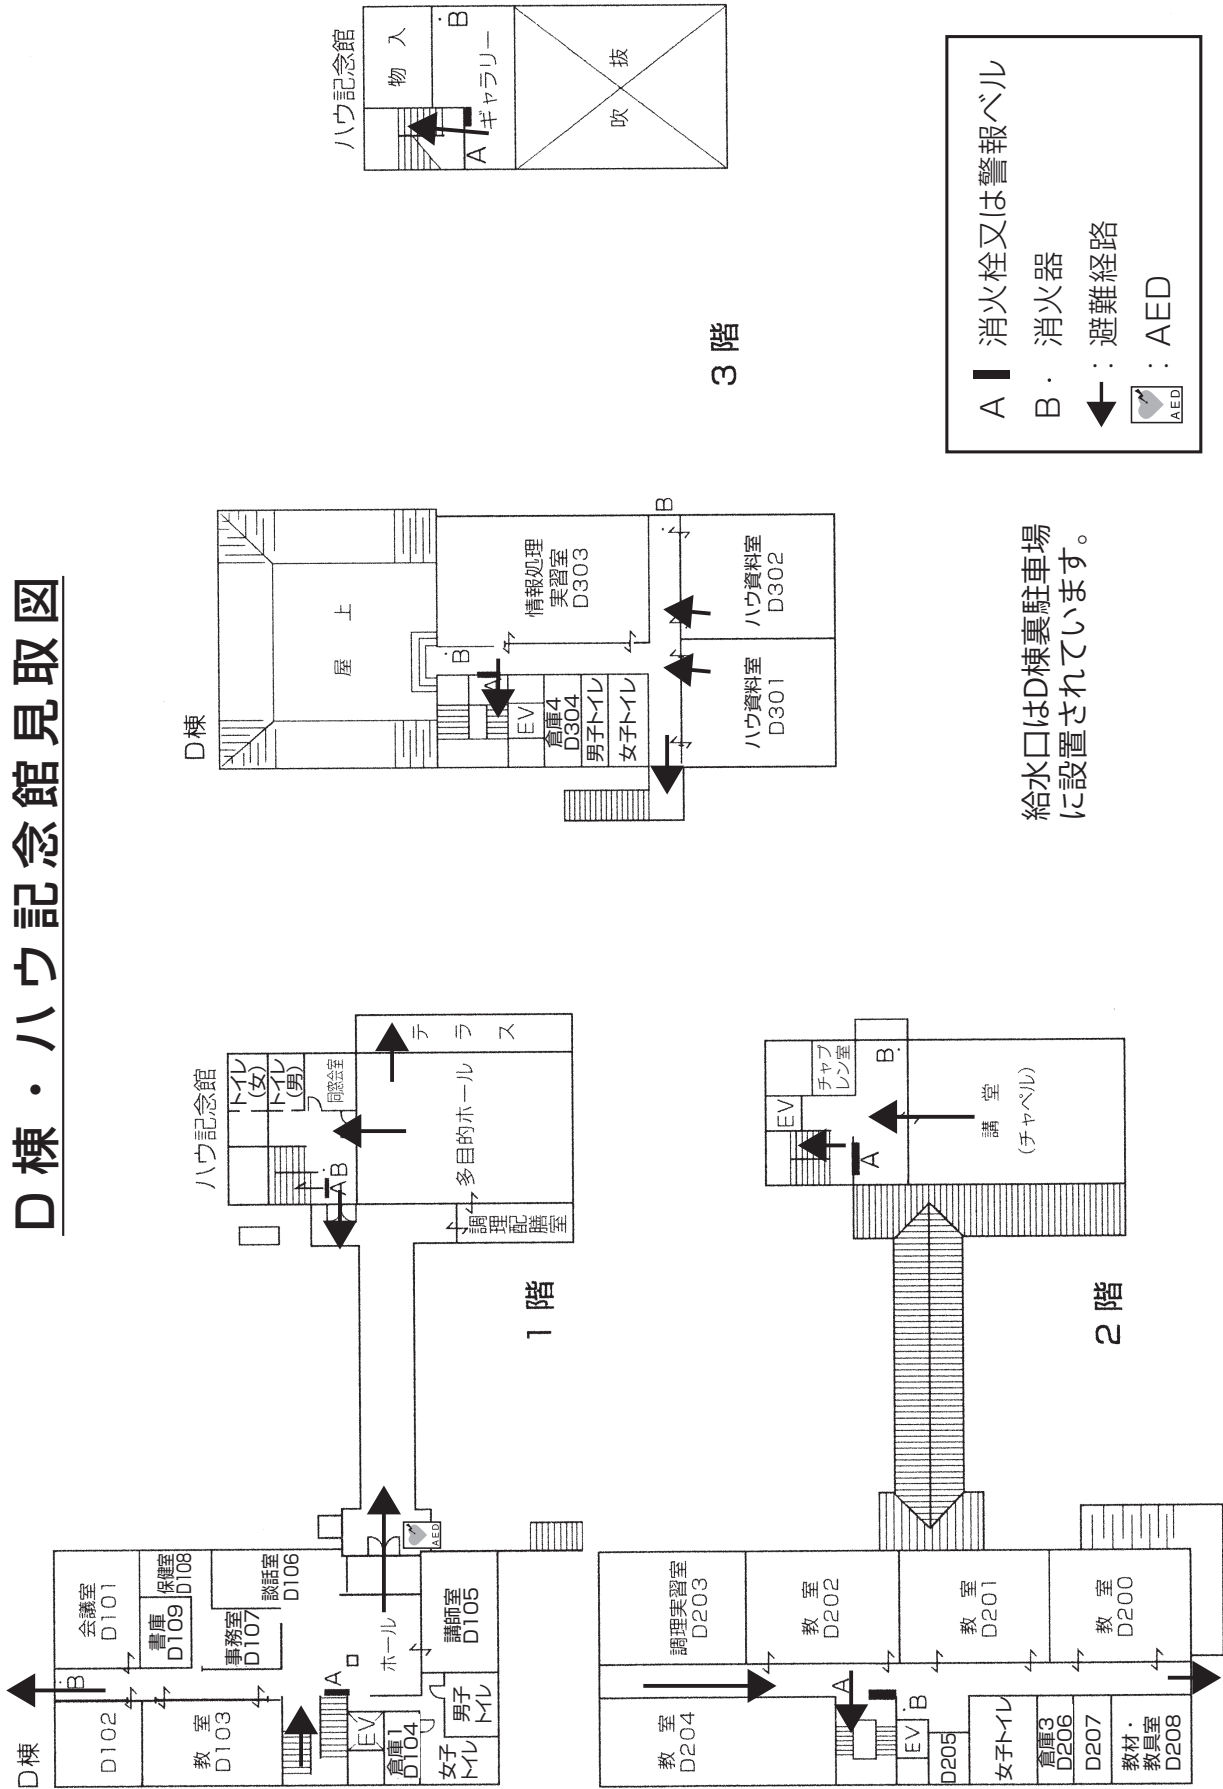 D棟・ハウ記念館見取図
D棟
会議室
D101
保健室
D108
書庫
D109
談話室
D106
事務室
D107
B
D102
教室
D103
A
ホール
EV
倉庫1
D104
講師室
D105
男子
トイレ
女子
トイレ
AED
ハウ記念館
トイレ
(女)
トイレ
(男)
同窓会室
AB
テラス
多目的ホール
調理
配膳室
1階
調理実習室
D203
教室
D202
教室
D201
教室
D200
教室
D204
A
B
EV
D205
女子トイレ
倉庫3
D206
D207
教材・
教具室
D208
EV
チャプ
レン室
B
A
講堂
(チャペル)
2階
D棟
屋上
B
A
EV
倉庫4
D304
男子トイレ
女子トイレ
情報処理
実習室
D303
B
ハウ資料室
D301
ハウ資料室
D302
ハウ記念館
物入
B
A
ギャラリー
吹抜
3階
給水口はD棟裏駐車場
に設置されています。
A 消火栓又は警報ベル
B・ 消火器
：避難経路
AED：AED